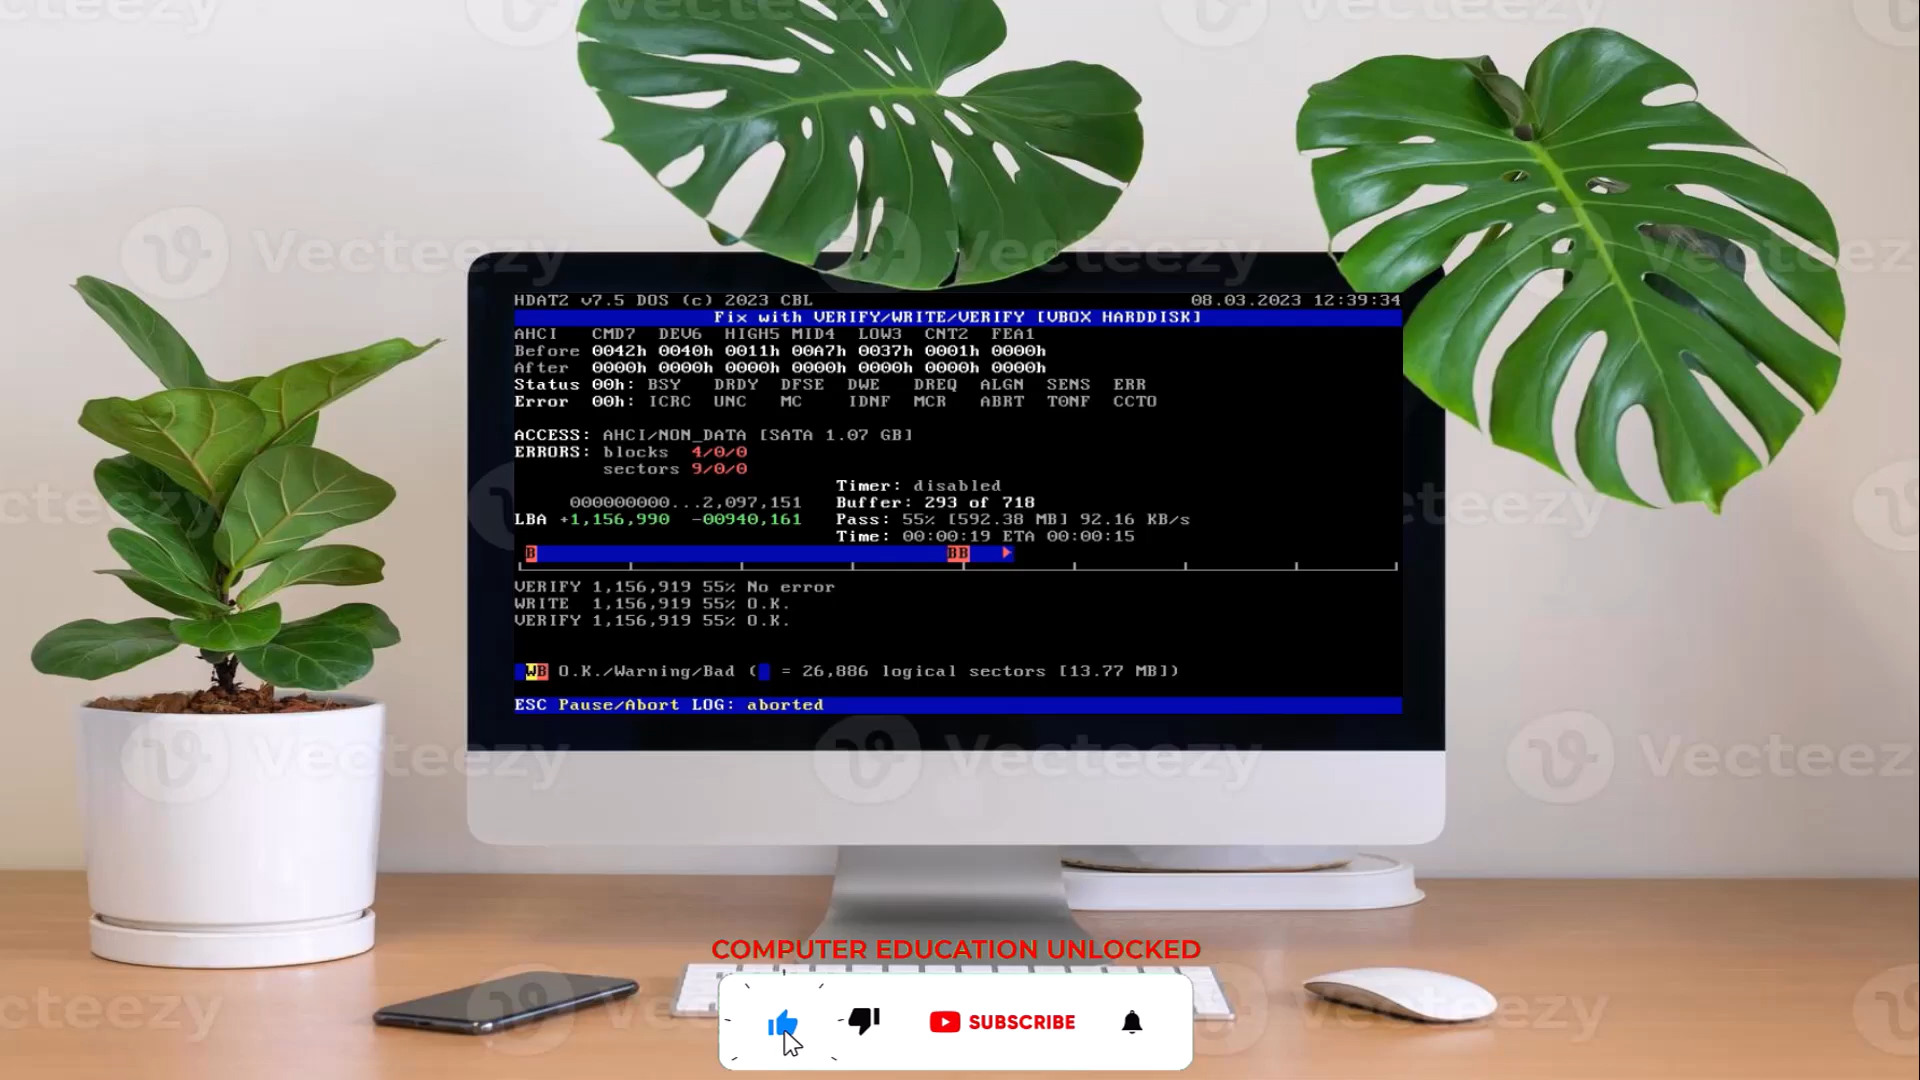 HDAT2 v7.5 DOS (c) 2023 CBL 08.03.2023 12:39:34
Fix with VERIFY/WRITE/VERIFY [VBOX HARDDISK]
AHCI CMD7 DEV6 HIGH5 MID4 LOW3 CNT2 FEA1
Before 0042h 0040h 0011h 00A7h 0037h 0001h 0000h
After 0000h 0000h 0000h 0000h 0000h 0000h 0000h
Status 00h: BSY DRDY DFSE DWE DREQ ALGN SENS ERR
Error 00h: ICRC UNC MC IDNF MCR ABRT TONF CCTO
ACCESS: AHCI/NON_DATA [SATA 1.07 GB]
ERRORS: blocks 4/0/0
sectors 9/0/0
Timer: disabled
000000000...2,097,151 Buffer: 293 of 718
LBA +1,156,990 -00940,161 Pass: 55% [592.38 MB] 92.16 KB/s
Time: 00:00:19 ETA 00:00:15
B BB
VERIFY 1,156,919 55% No error
WRITE 1,156,919 55% O.K.
VERIFY 1,156,919 55% O.K.
WB O.K./Warning/Bad ( = 26,886 logical sectors [13.77 MB])
ESC Pause/Abort LOG: aborted
COMPUTER EDUCATION UNLOCKED
SUBSCRIBE
Vecteezy